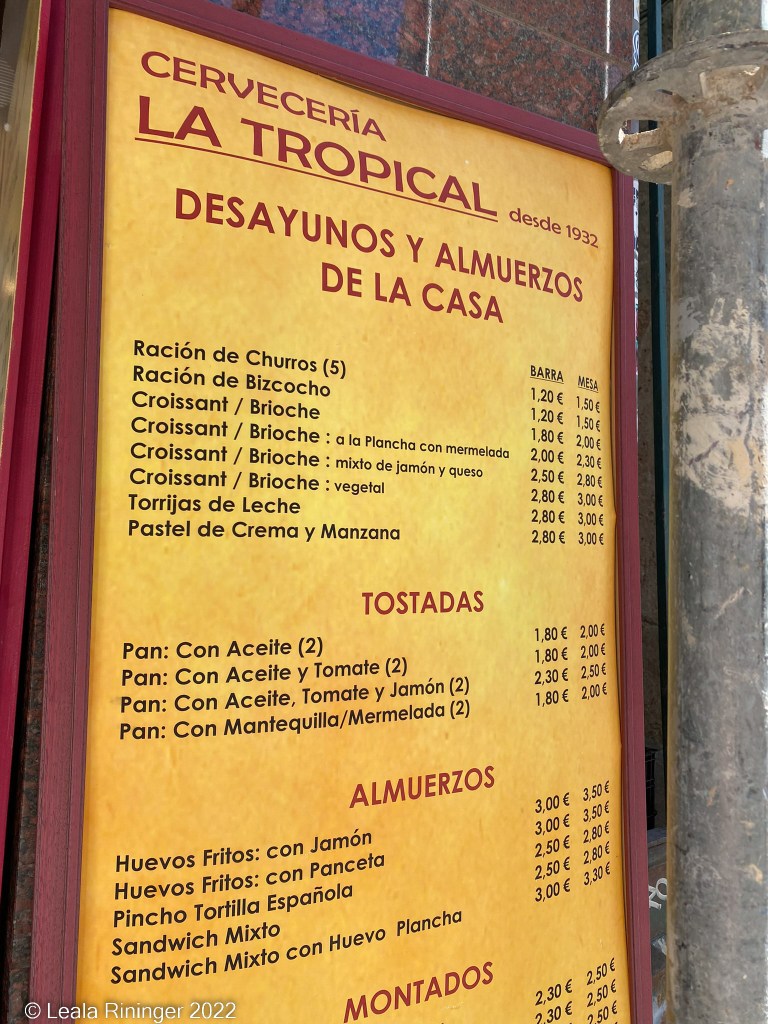 CERVECERÍA
LA TROPICAL desde 1932
DESAYUNOS Y ALMUERZOS
DE LA CASA
BARRA MESA
Ración de Churros (5) 1,20 € 1,50 €
Ración de Bizcocho 1,20 € 1,50 €
Croissant / Brioche 1,80 € 2,00 €
Croissant / Brioche : a la Plancha con mermelada 2,00 € 2,30 €
Croissant / Brioche : mixto de jamón y queso 2,50 € 2,80 €
Croissant / Brioche : vegetal 2,80 € 3,00 €
Torrijas de Leche 2,80 € 3,00 €
Pastel de Crema y Manzana 2,80 € 3,00 €
TOSTADAS
Pan: Con Aceite (2) 1,80 € 2,00 €
Pan: Con Aceite y Tomate (2) 1,80 € 2,00 €
Pan: Con Aceite, Tomate y Jamón (2) 2,30 € 2,50 €
Pan: Con Mantequilla/Mermelada (2) 1,80 € 2,00 €
ALMUERZOS
Huevos Fritos: con Jamón 3,00 € 3,50 €
Huevos Fritos: con Panceta 3,00 € 3,50 €
Pincho Tortilla Española 2,50 € 2,80 €
Sandwich Mixto 2,50 € 2,80 €
Sandwich Mixto con Huevo Plancha 3,00 € 3,30 €
MONTADOS
2,30 € 2,50 €
2,30 € 2,50 €
2,50 €
© Leala Rininger 2022